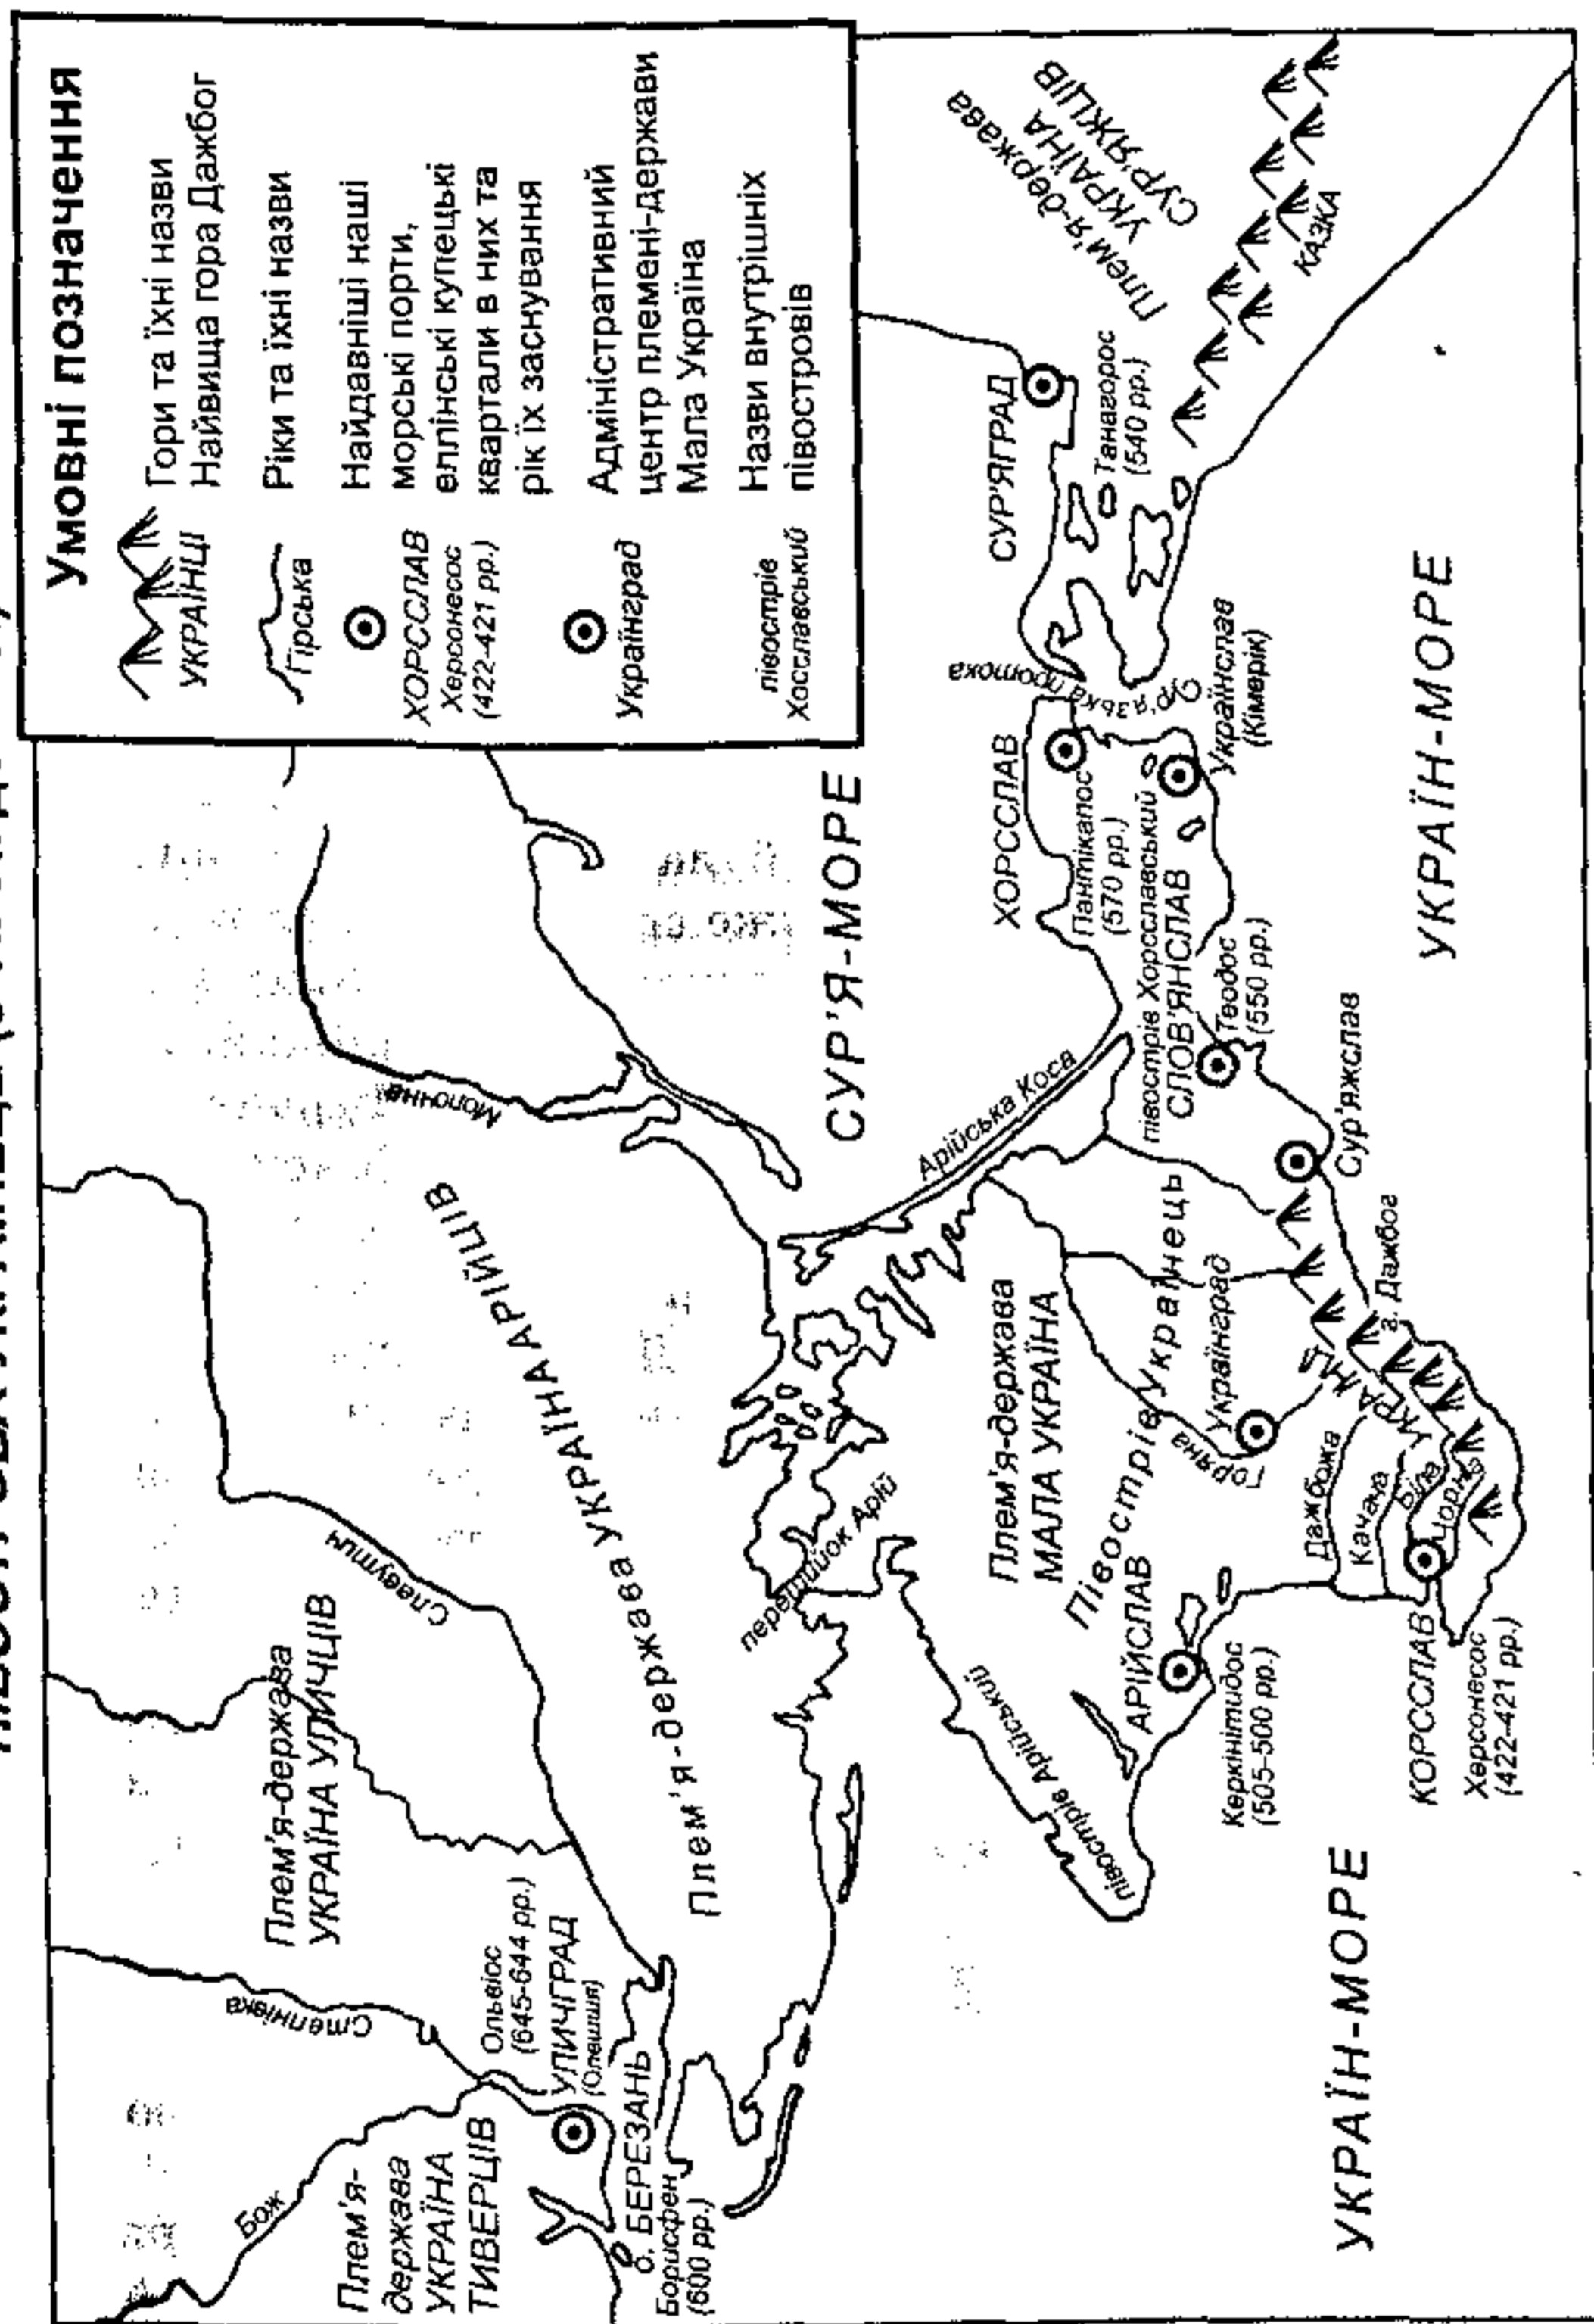 Умовні позначення
УКРАЇНЦІ
Гори та їхні назви
Найвища гора Дажбог
Гірська
Ріки та їхні назви
ХОРССЛАВ
Херсонесос
(422-421 рр.)
Найдавніші наші
морські порти,
еллінські купецькі
квартали в них та
рік їх заснування
Українград
Адміністративний
центр племені-держави
Мала Україна
півострів
Хосславський
Назви внутрішніх
півостровів
Бож
Плем'я-
держава
УКРАЇНА
ТИВЕРЦІВ
Степнівка
Плем'я-держава
УКРАЇНА УЛИЧЦІВ
Славутич
Молочна
Ольвіос
(645-644 рр.)
УЛИЧГРАД
(Олешшя)
о. БЕРЕЗАНЬ
Борисфен
(600 рр.)
Плем'я-держава УКРАЇНА АРІЙЦІВ
перешийок Арій
СУР'Я-МОРЕ
Арійська Коса
півострів Арійський
Плем'я-держава
МАЛА УКРАЇНА
Півострів Українець
АРІЙСЛАВ
Керкінітидос
(505-500 рр.)
Горяна
Українград
Дажбожа
Качача
Біла
Чорна
КОРССЛАВ
Херсонесос
(422-421 рр.)
УКРАЇНЦІ
г. Дажбог
Сур'яжслав
півострів Хорсславський
СЛОВ'ЯНСЛАВ
Теодос
(550 рр.)
ХОРССЛАВ
Пантікапос
(570 рр.)
Українслав
(Кімерік)
Сур'язька протока
СУР'ЯГРАД
Танагорос
(540 рр.)
Плем'я-держава
УКРАЇНА
СУР'ЯЖЦІВ
КАЗКА
УКРАЇН-МОРЕ
УКРАЇН-МОРЕ